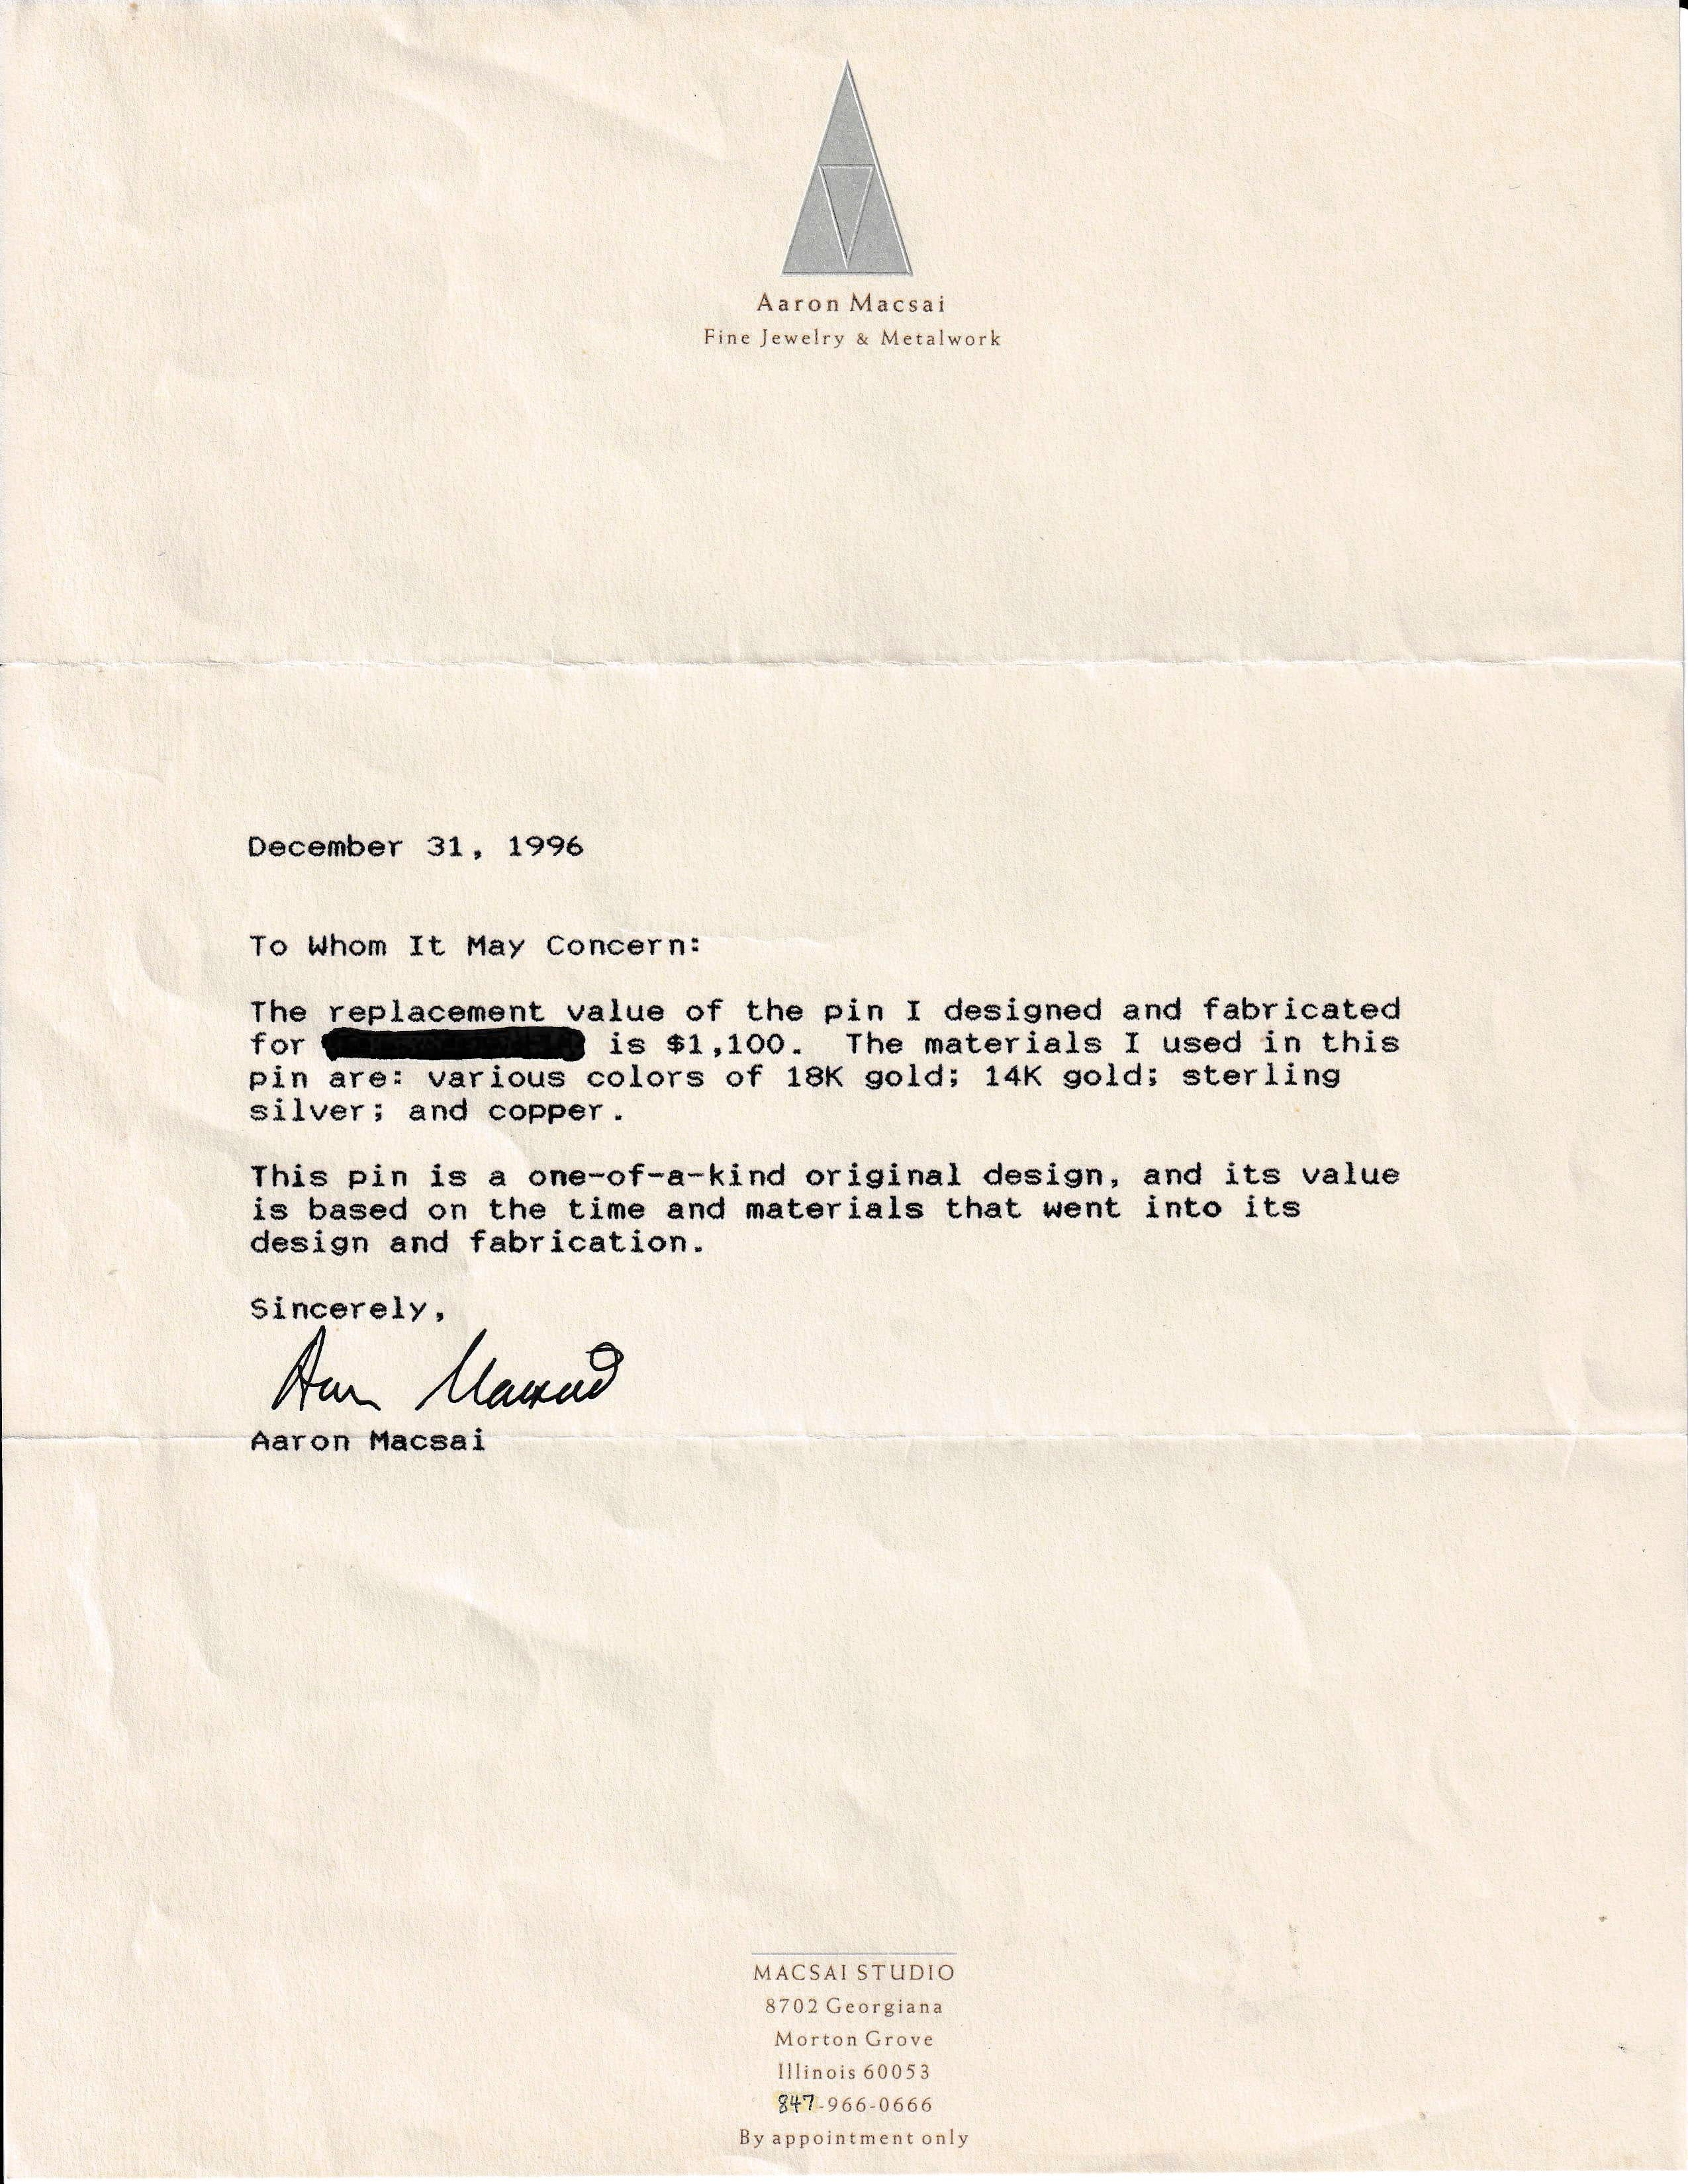 Aaron Macsai
Fine Jewelry & Metalwork
December 31, 1996
To Whom It May Concern:
The replacement value of the pin I designed and fabricated
for is $1,100. The materials I used in this
pin are: various colors of 18K gold; 14K gold; sterling
silver; and copper.
This pin is a one-of-a-kind original design, and its value
is based on the time and materials that went into its
design and fabrication.
Sincerely,
Aaron Macsai
Aaron Macsai
MACSAI STUDIO
8702 Georgiana
Morton Grove
Illinois 60053
847-966-0666
By appointment only